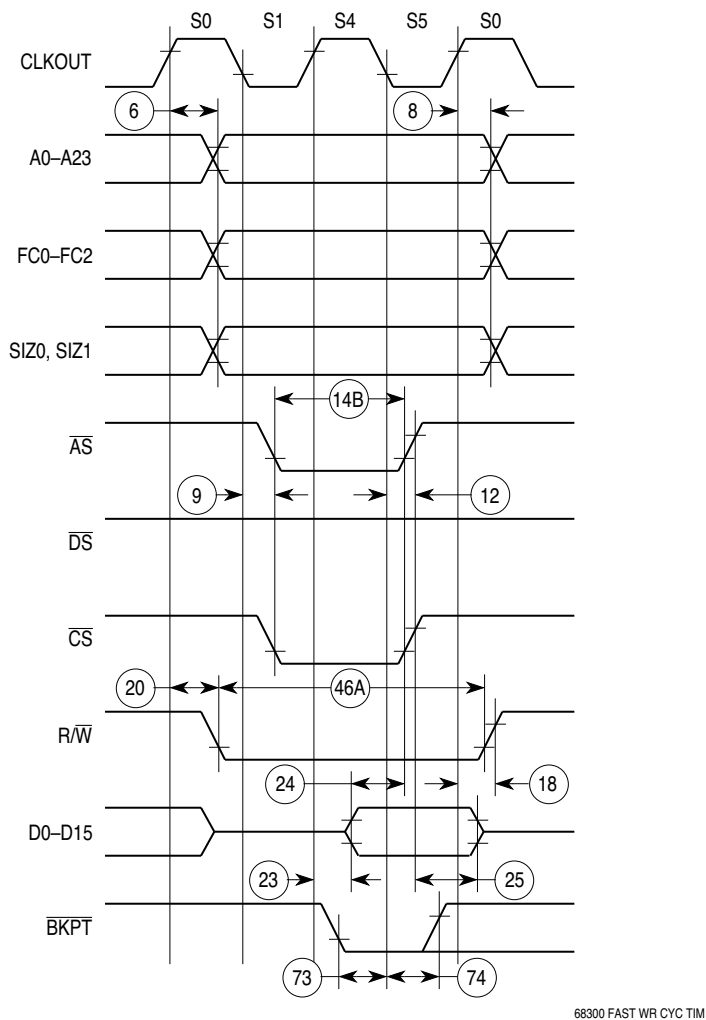 S0 S1 S4 S5 S0
CLKOUT
6 8
A0–A23
FC0–FC2
SIZ0, SIZ1
14B
AS
9 12
DS
CS
20 46A
R/W
24 18
D0–D15
23 25
BKPT
73 74
68300 FAST WR CYC TIM